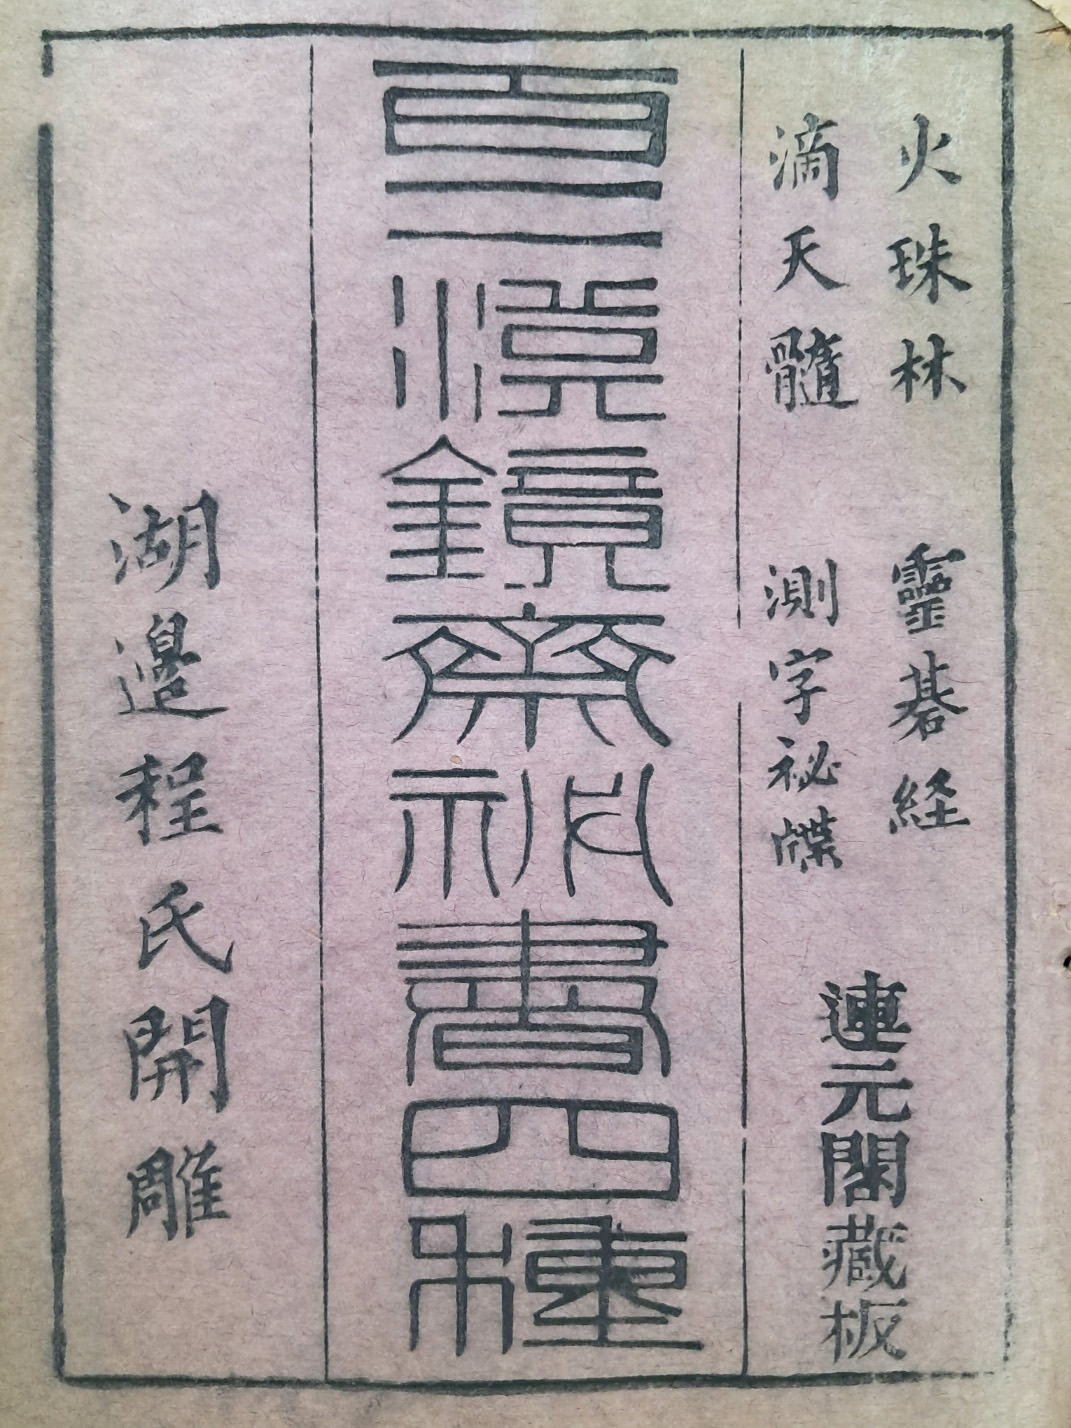 火珠林
靈碁経
滴天髓
測字祕牒
連元閣藏板
百二漢鏡齋祕書四種
湖邊程氏開雕